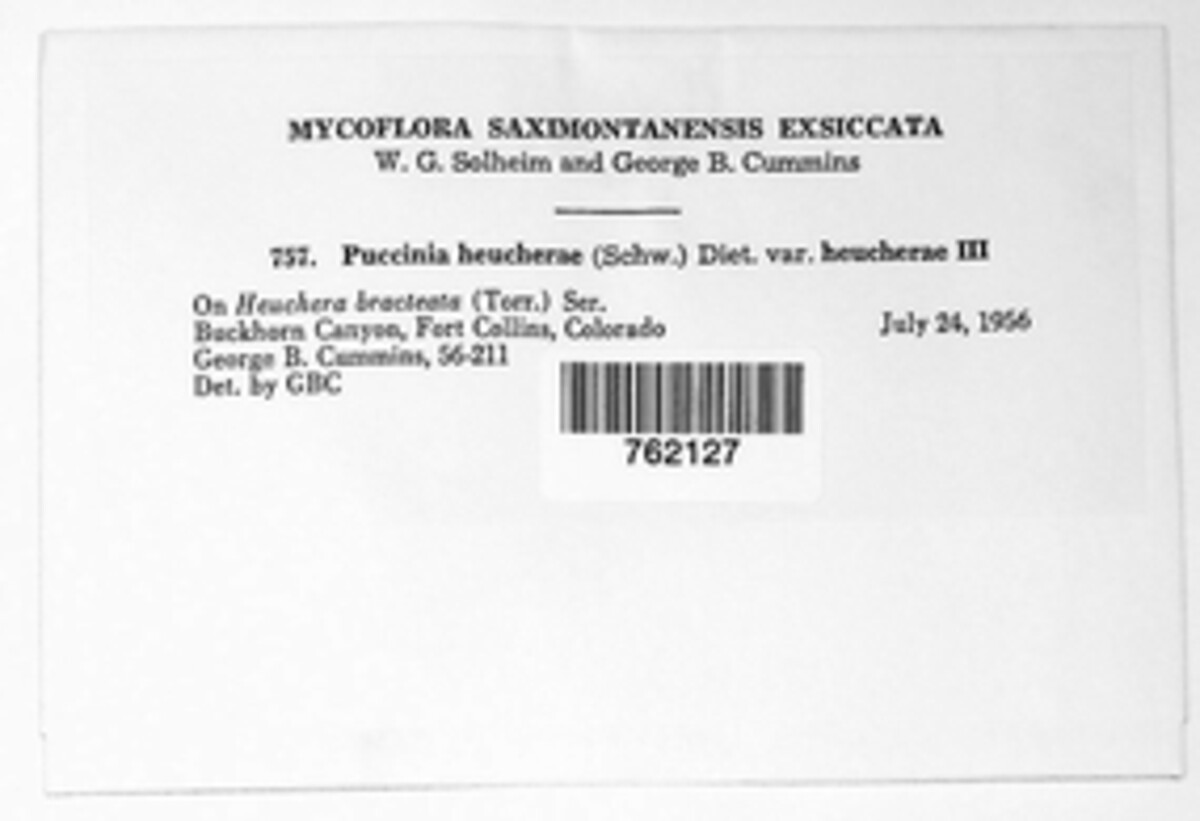 MYCOFLORA SAXIMONTANENSIS EXSICCATA
W. G. Solheim and George B. Cummins
757. Puccinia heucherae (Schw.) Diet. var. heucherae III
On Heuchera bracteata (Torr.) Ser.
Buckhorn Canyon, Fort Collins, Colorado July 24, 1956
George B. Cummins, 56-211
Det. by GBC
762127